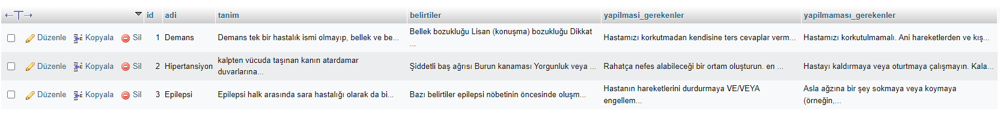 ←T→ id adi tanim belirtiler yapilmasi_gerekenler yapilmaması_gerekenler
Düzenle Kopyala Sil 1 Demans Demans tek bir hastalık ismi olmayıp, bellek ve be... Bellek bozukluğu Lisan (konuşma) bozukluğu Dikkat ... Hastamızı korkutmadan kendisine ters cevaplar verm... Hastamızı korkutulmamalı. Ani hareketlerden ve kış...
Düzenle Kopyala Sil 2 Hipertansiyon kalpten vücuda taşınan kanın atardamar duvarlarına... Şiddetli baş ağrısı Burun kanaması Yorgunluk veya ... Rahatça nefes alabileceği bir ortam oluşturun. en ... Hastayı kaldırmaya veya oturtmaya çalışmayın. Kala...
Düzenle Kopyala Sil 3 Epilepsi Epilepsi halk arasında sara hastalığı olarak da bi... Bazı belirtiler epilepsi nöbetinin öncesinde oluşm... Hastanın hareketlerini durdurmaya VE/VEYA engellem... Asla ağzına bir şey sokmaya veya koymaya (örneğin,...